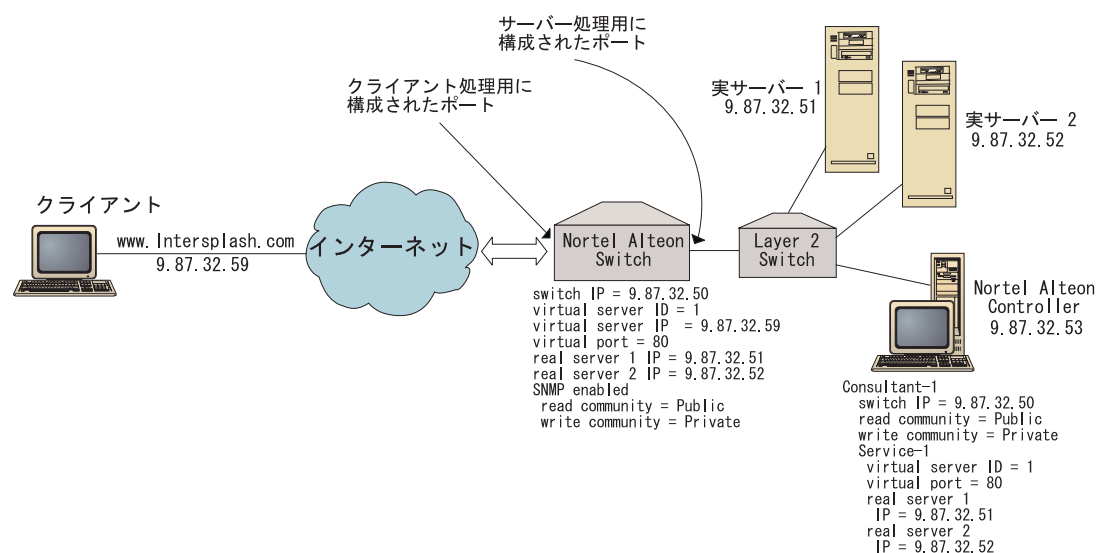 サーバー処理用に
構成されたポート
クライアント処理用に
構成されたポート
実サーバー 1
9.87.32.51
実サーバー 2
9.87.32.52
クライアント
www.Intersplash.com
9.87.32.59
インターネット
Nortel Alteon
Switch
Layer 2
Switch
switch IP = 9.87.32.50
virtual server ID = 1
virtual server IP = 9.87.32.59
virtual port = 80
real server 1 IP = 9.87.32.51
real server 2 IP = 9.87.32.52
SNMP enabled
read community = Public
write community = Private
Nortel Alteon
Controller
9.87.32.53
Consultant-1
switch IP = 9.87.32.50
read community = Public
write community = Private
Service-1
virtual server ID = 1
virtual port = 80
real server 1
IP = 9.87.32.51
real server 2
IP = 9.87.32.52